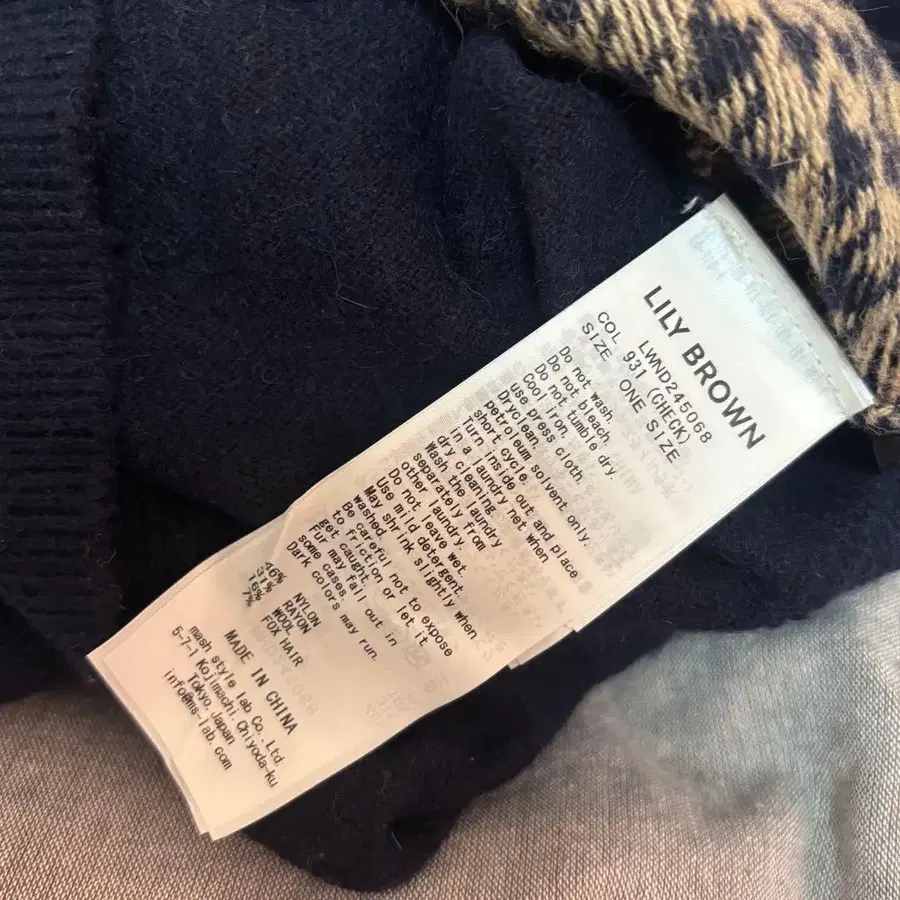 LILY BROWN
LWND245068
COL 931 (CHECK)
SIZE ONE SIZE
Do not wash.
Do not bleach.
Do not tumble dry.
Cool iron.
use press cloth.
Dryclean.
petroleum solvent only.
short cycle.
Turn inside out and place
in a laundry net when
dry cleaning.
Wash the laundry
separately from
other laundry.
Do not leave wet.
Use mild detergent.
May shrink slightly when
washed.
Be careful not to expose
to friction, or let it
get caught.
Fur may fall out in
some cases.
Dark colors may run.
46% NYLON
31% RAYON
16% WOOL
7% FOX HAIR
MADE IN CHINA
mash style lab Co., Ltd.
5-7-1 Kojimachi, Chiyoda-ku
Tokyo, Japan
info@ms-lab.com